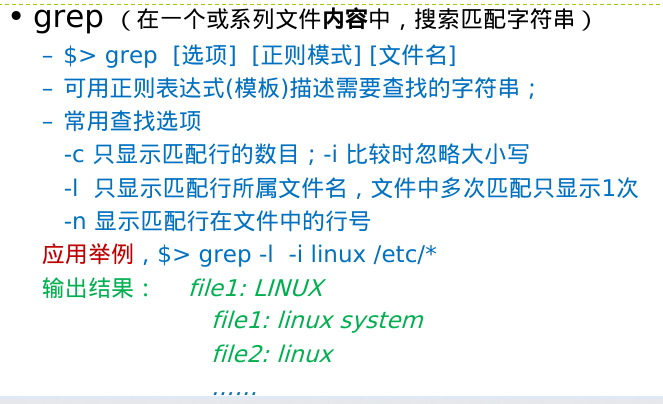 • grep （在一个或系列文件内容中，搜索匹配字符串）
– $> grep [选项] [正则模式] [文件名]
– 可用正则表达式(模板)描述需要查找的字符串；
– 常用查找选项
-c 只显示匹配行的数目；-i 比较时忽略大小写
-l 只显示匹配行所属文件名，文件中多次匹配只显示1次
-n 显示匹配行在文件中的行号
应用举例，$> grep -l -i linux /etc/*
输出结果： file1: LINUX
file1: linux system
file2: linux
......